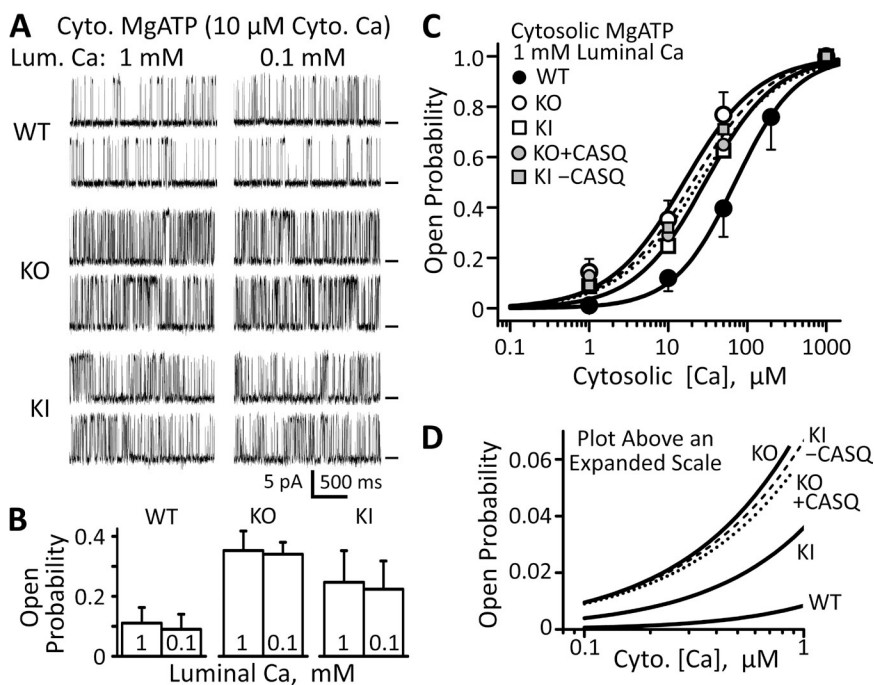 A
Cyto. MgATP (10 µM Cyto. Ca)
Lum. Ca: 1 mM 0.1 mM
WT
KO
KI
5 pA 500 ms
B
WT KO KI
Open Probability
0.4
0.2
0
1 0.1 1 0.1 1 0.1
Luminal Ca, mM
C
Cytosolic MgATP
1 mM Luminal Ca
WT
KO
KI
KO+CASQ
KI –CASQ
Open Probability
1.0
0.8
0.6
0.4
0.2
0
0.1 1 10 100 1000
Cytosolic [Ca], µM
D
Plot Above an
Expanded Scale
KO
KI
–CASQ
KO
+CASQ
KI
WT
Open Probability
0.06
0.04
0.02
0
0.1 1
Cyto. [Ca], µM